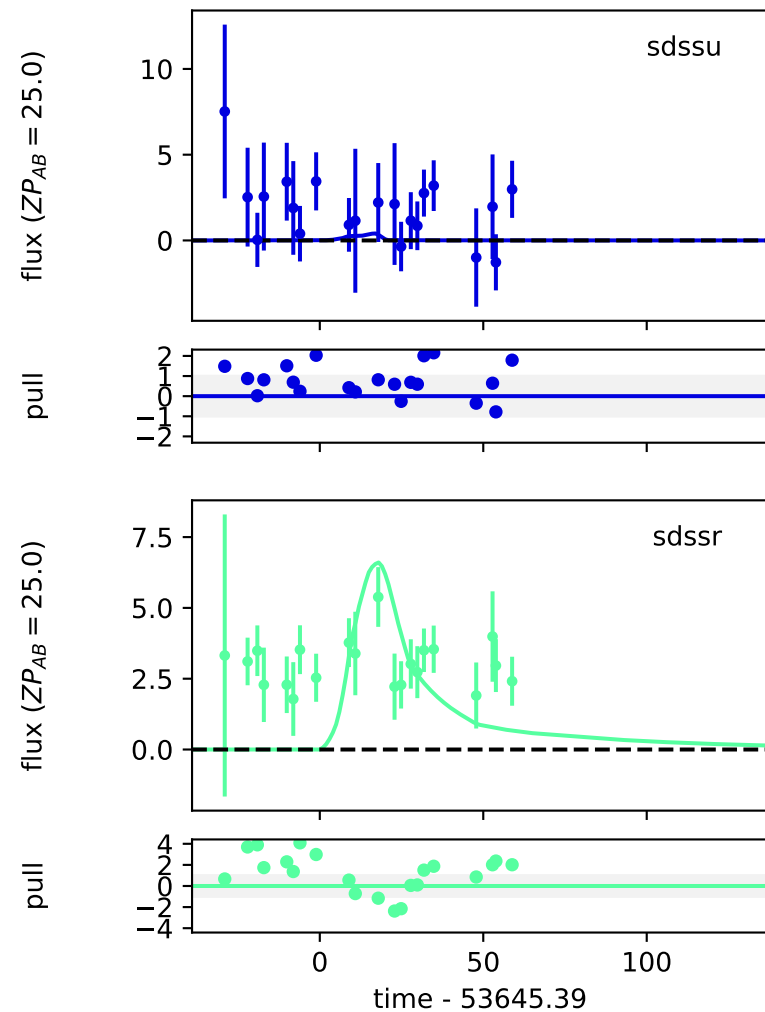 sdssu
flux (ZP_AB = 25.0)
10
5
0
pull
2
1
0
−1
−2
sdssr
flux (ZP_AB = 25.0)
7.5
5.0
2.5
0.0
pull
4
2
0
−2
−4
0 50 100
time - 53645.39